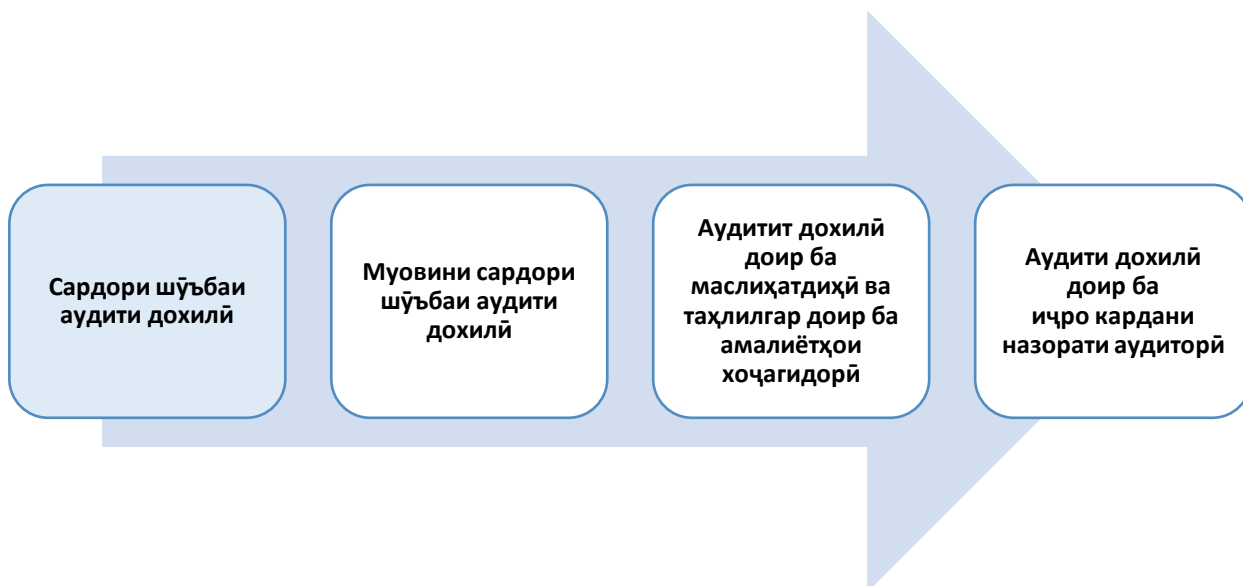 Сардори шӯъбаи
аудити дохилӣ
Муовини сардори
шӯъбаи аудити
дохилӣ
Аудитит дохилӣ
доир ба
маслиҳатдиҳӣ ва
таҳлилгар доир ба
амалиётҳои
хоҷагидорӣ
Аудити дохилӣ
доир ба
иҷро кардани
назорати аудиторӣ